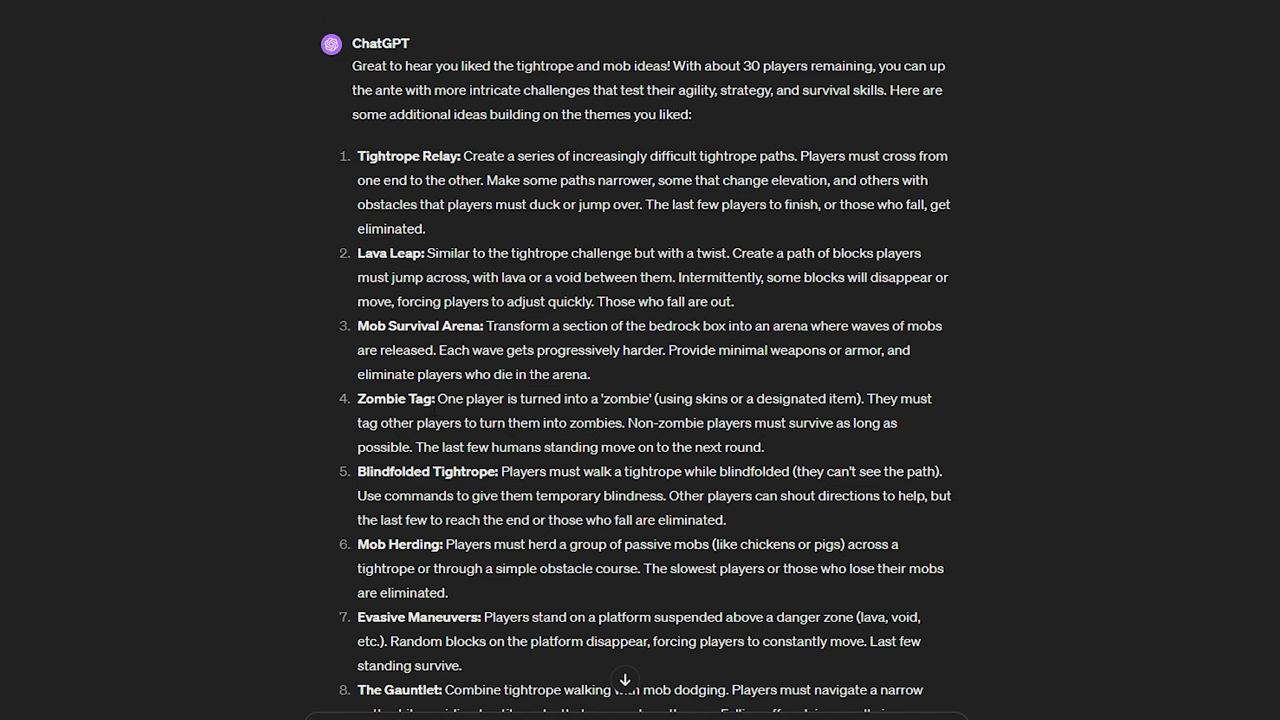 ChatGPT
Great to hear you liked the tightrope and mob ideas! With about 30 players remaining, you can up
the ante with more intricate challenges that test their agility, strategy, and survival skills. Here are
some additional ideas building on the themes you liked:
1. Tightrope Relay: Create a series of increasingly difficult tightrope paths. Players must cross from
one end to the other. Make some paths narrower, some that change elevation, and others with
obstacles that players must duck or jump over. The last few players to finish, or those who fall, get
eliminated.
2. Lava Leap: Similar to the tightrope challenge but with a twist. Create a path of blocks players
must jump across, with lava or a void between them. Intermittently, some blocks will disappear or
move, forcing players to adjust quickly. Those who fall are out.
3. Mob Survival Arena: Transform a section of the bedrock box into an arena where waves of mobs
are released. Each wave gets progressively harder. Provide minimal weapons or armor, and
eliminate players who die in the arena.
4. Zombie Tag: One player is turned into a 'zombie' (using skins or a designated item). They must
tag other players to turn them into zombies. Non-zombie players must survive as long as
possible. The last few humans standing move on to the next round.
5. Blindfolded Tightrope: Players must walk a tightrope while blindfolded (they can't see the path).
Use commands to give them temporary blindness. Other players can shout directions to help, but
the last few to reach the end or those who fall are eliminated.
6. Mob Herding: Players must herd a group of passive mobs (like chickens or pigs) across a
tightrope or through a simple obstacle course. The slowest players or those who lose their mobs
are eliminated.
7. Evasive Maneuvers: Players stand on a platform suspended above a danger zone (lava, void,
etc.). Random blocks on the platform disappear, forcing players to constantly move. Last few
standing survive.
8. The Gauntlet: Combine tightrope walking with mob dodging. Players must navigate a narrow